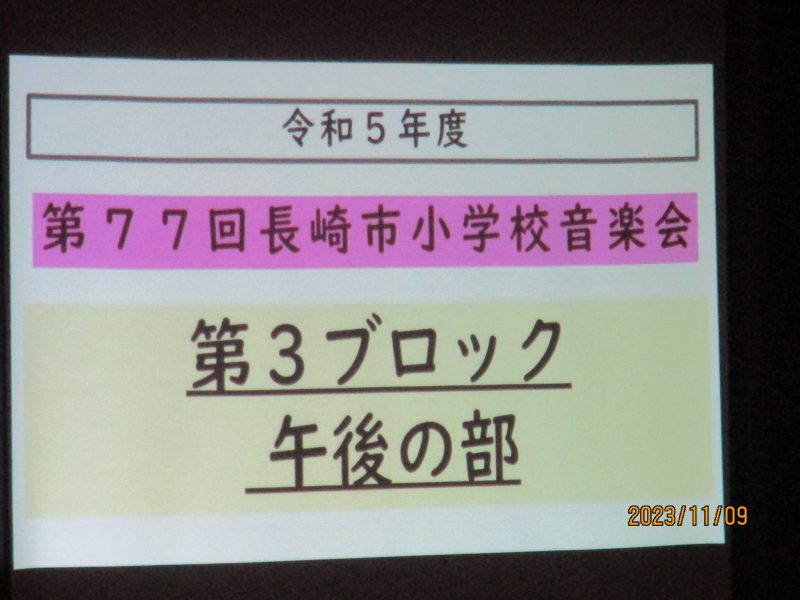 令和５年度
第７７回長崎市小学校音楽会
第３ブロック
午後の部
2023/11/09